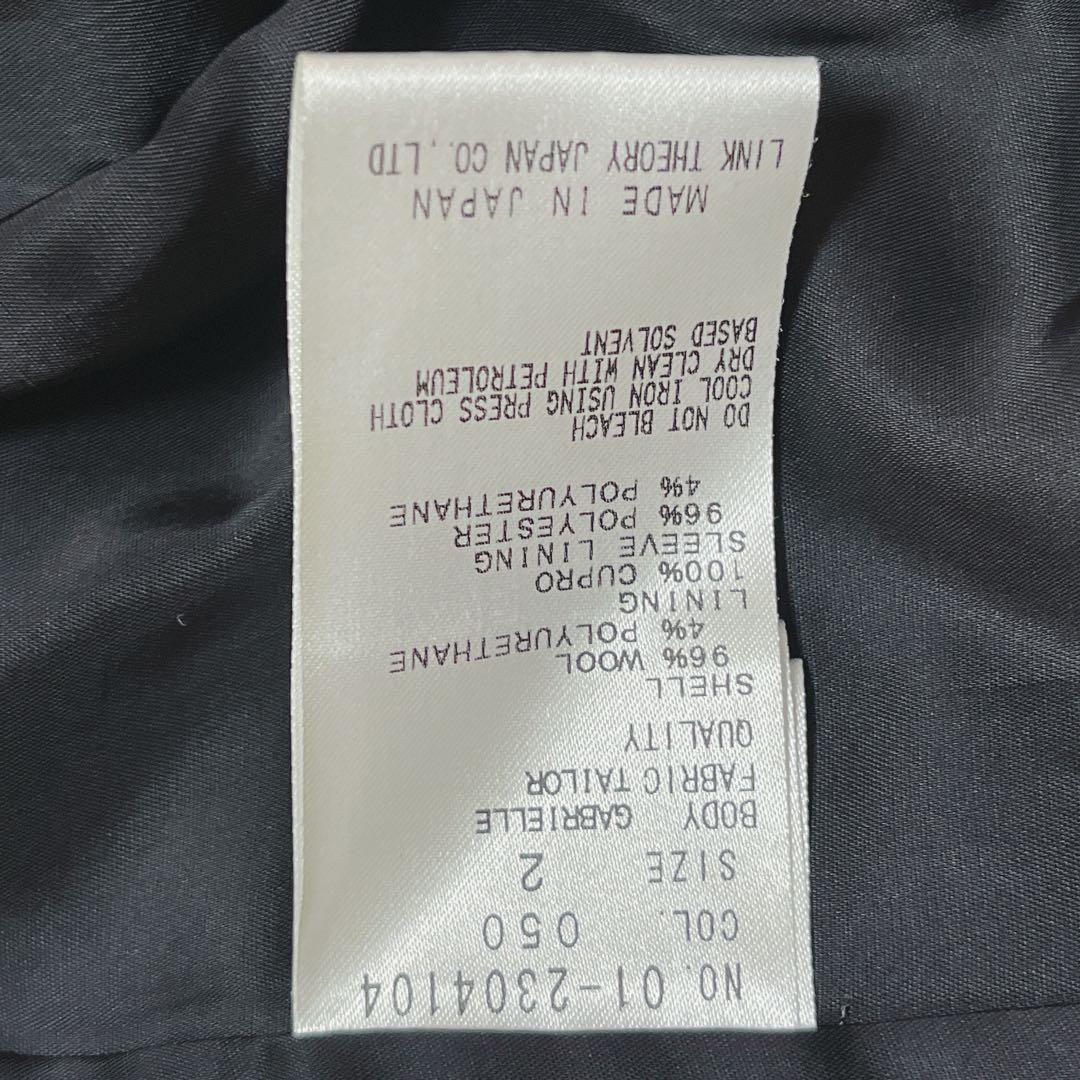 NO. 01-2304104
COL. 050
SIZE 2
BODY GABRIELLE
FABRIC TAILOR
QUALITY
SHELL
96% WOOL
4% POLYURETHANE
LINING
100% CUPRO
SLEEVE LINING
96% POLYESTER
4% POLYURETHANE
DO NOT BLEACH
COOL IRON USING PRESS CLOTH
DRY CLEAN WITH PETROLEUM
BASED SOLVENT
MADE IN JAPAN
LINK THEORY JAPAN CO.,LTD